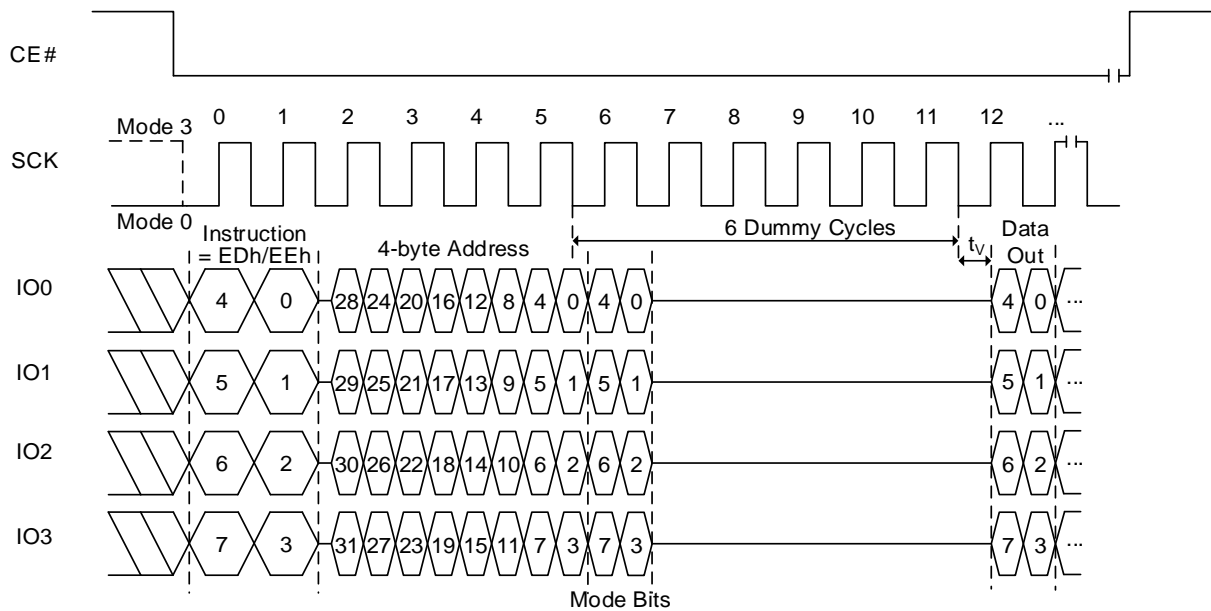 CE#
0 1 2 3 4 5 6 7 8 9 10 11 12 ...
Mode 3
SCK
Mode 0
6 Dummy Cycles
Instruction
= EDh/EEh
4-byte Address
tV
Data
Out
IO0 4 0 28 24 20 16 12 8 4 0 4 0 4 0 ...
IO1 5 1 29 25 21 17 13 9 5 1 5 1 5 1 ...
IO2 6 2 30 26 22 18 14 10 6 2 6 2 6 2 ...
IO3 7 3 31 27 23 19 15 11 7 3 7 3 7 3 ...
Mode Bits